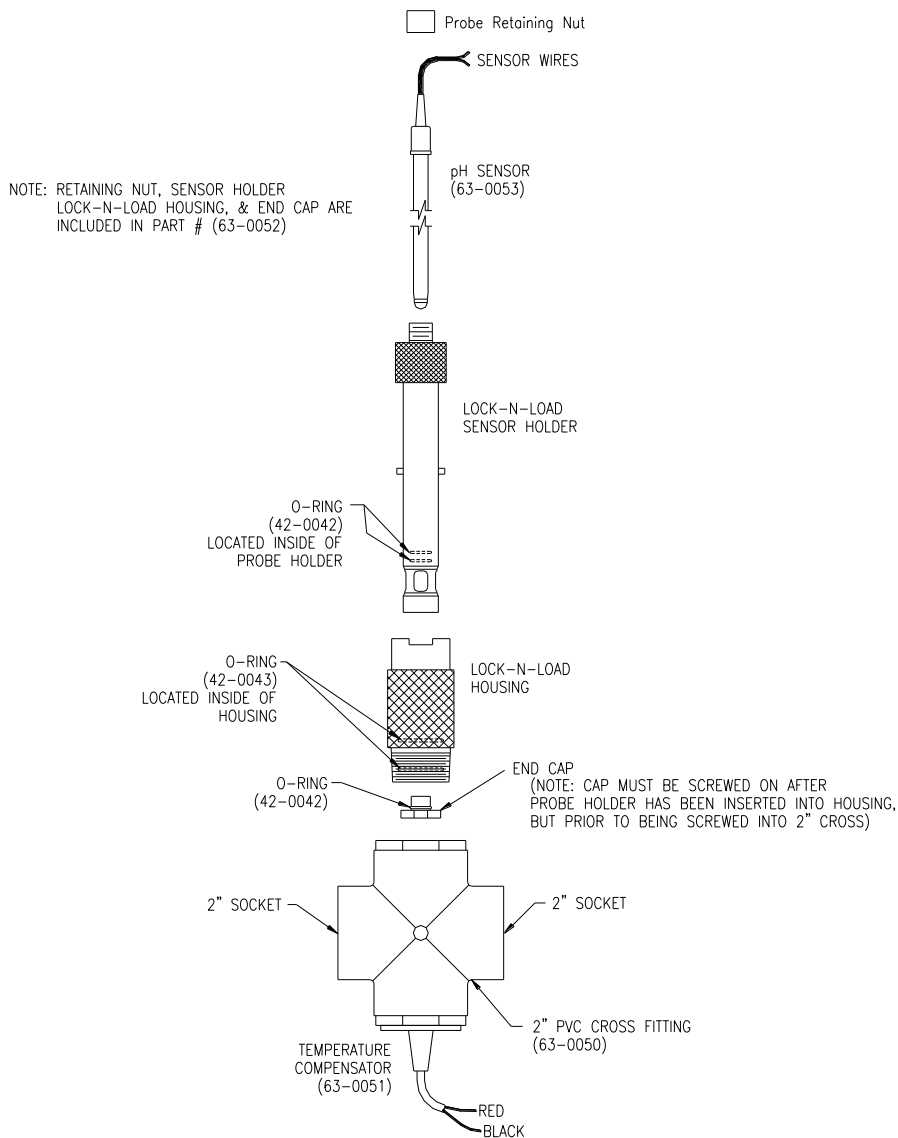 Probe Retaining Nut
SENSOR WIRES
pH SENSOR
(63-0053)
NOTE: RETAINING NUT, SENSOR HOLDER
LOCK-N-LOAD HOUSING, & END CAP ARE
INCLUDED IN PART # (63-0052)
LOCK-N-LOAD
SENSOR HOLDER
O-RING
(42-0042)
LOCATED INSIDE OF
PROBE HOLDER
O-RING
(42-0043)
LOCATED INSIDE OF
HOUSING
LOCK-N-LOAD
HOUSING
O-RING
(42-0042)
END CAP
(NOTE: CAP MUST BE SCREWED ON AFTER
PROBE HOLDER HAS BEEN INSERTED INTO HOUSING,
BUT PRIOR TO BEING SCREWED INTO 2" CROSS)
2" SOCKET
2" SOCKET
2" PVC CROSS FITTING
(63-0050)
TEMPERATURE
COMPENSATOR
(63-0051)
RED
BLACK